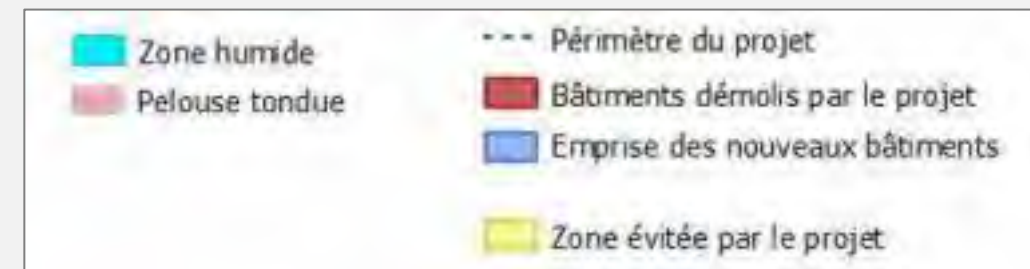 Zone humide
Pelouse tondue
Périmètre du projet
Bâtiments démolis par le projet
Emprise des nouveaux bâtiments
Zone évitée par le projet